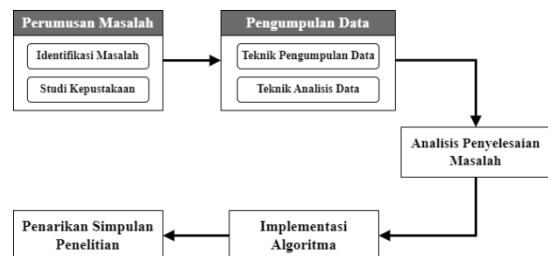 Perumusan Masalah
Identifikasi Masalah
Studi Kepustakaan
Pengumpulan Data
Teknik Pengumpulan Data
Teknik Analisis Data
Analisis Penyelesaian
Masalah
Implementasi
Algoritma
Penarikan Simpulan
Penelitian